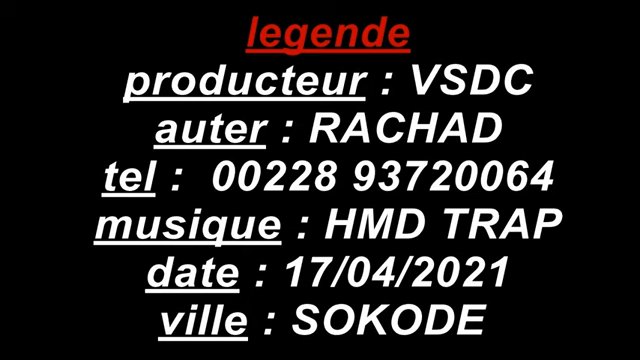 legende
producteur : VSDC
auter : RACHAD
tel : 00228 93720064
musique : HMD TRAP
date : 17/04/2021
ville : SOKODE